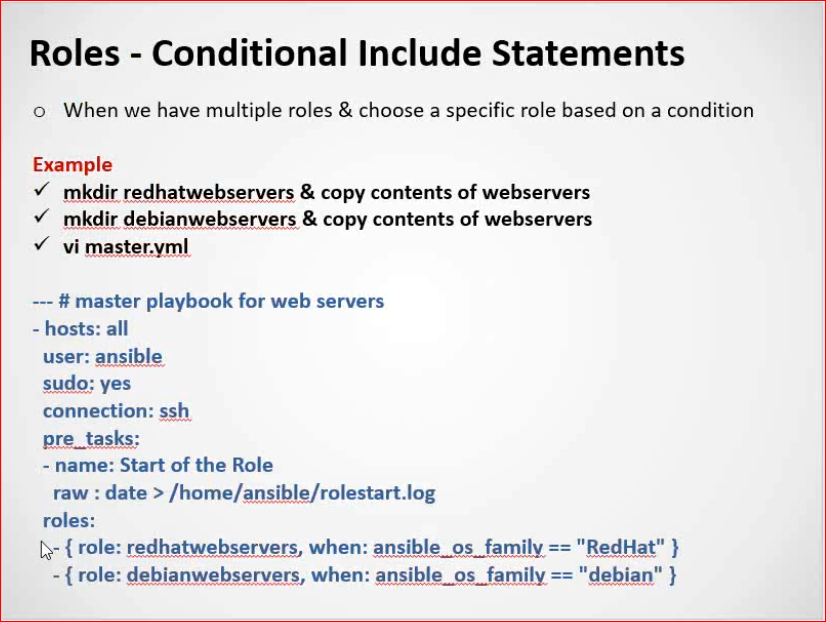 Roles - Conditional Include Statements
o When we have multiple roles & choose a specific role based on a condition
Example
✓ mkdir redhatwebservers & copy contents of webservers
✓ mkdir debianwebservers & copy contents of webservers
✓ vi master.yml
--- # master playbook for web servers
- hosts: all
user: ansible
sudo: yes
connection: ssh
pre_tasks:
- name: Start of the Role
raw : date > /home/ansible/rolestart.log
roles:
- { role: redhatwebservers, when: ansible_os_family == "RedHat" }
- { role: debianwebservers, when: ansible_os_family == "debian" }